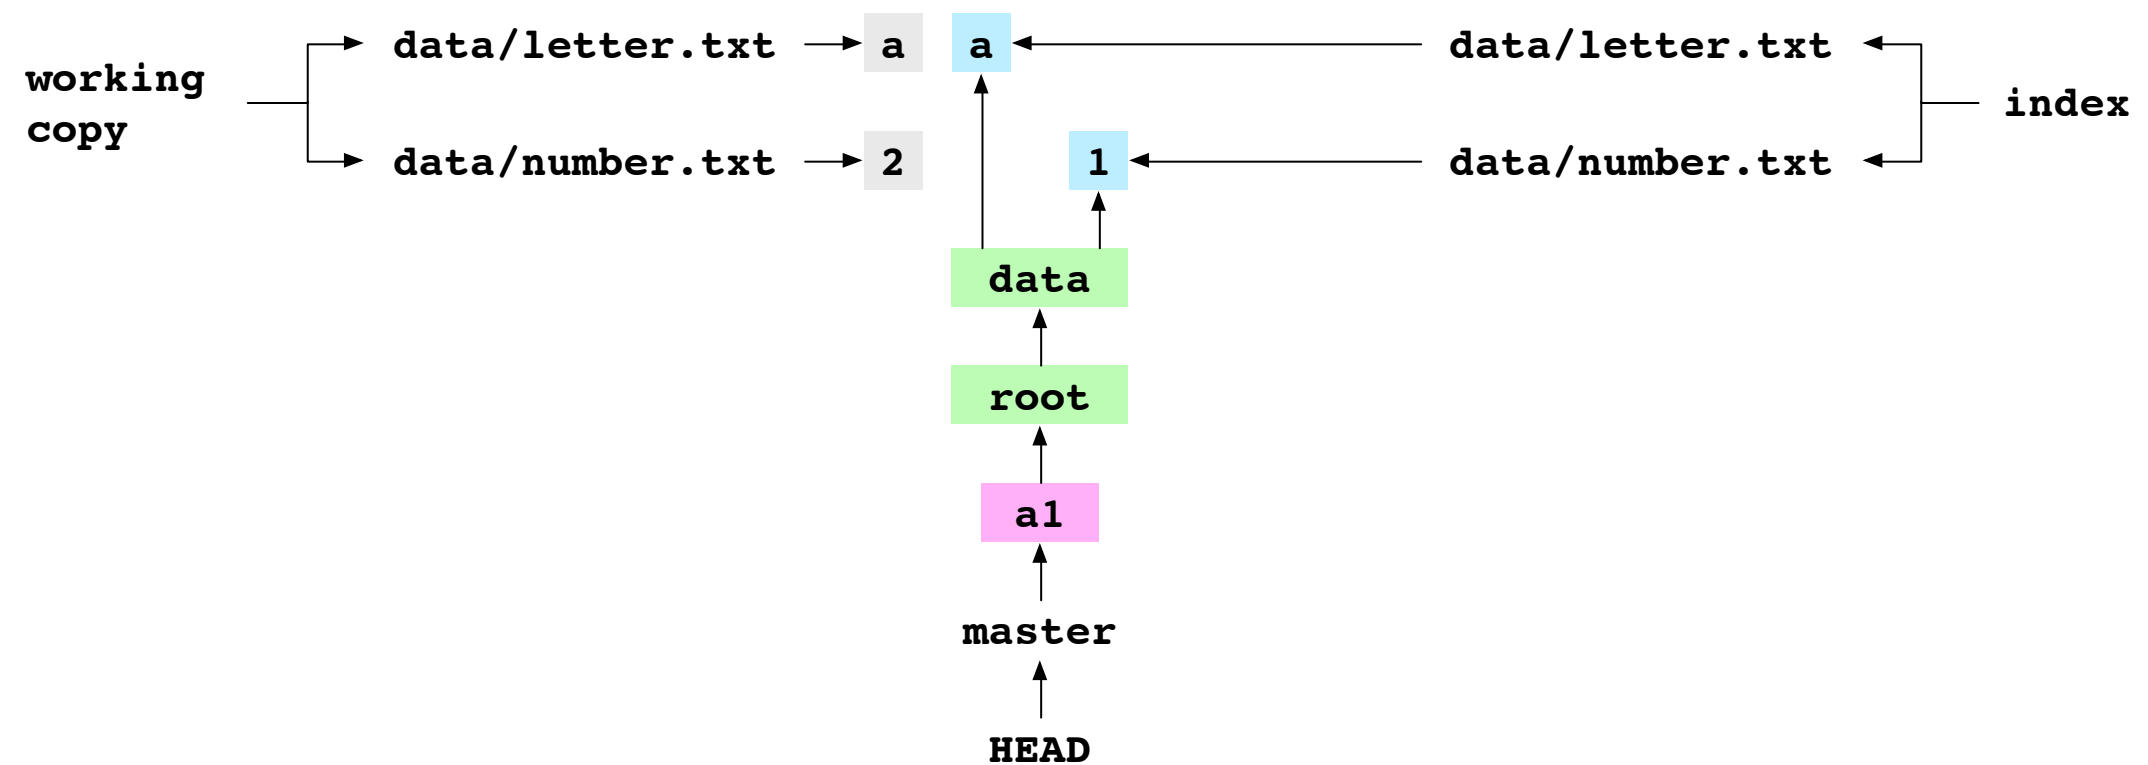 working
copy
data/letter.txt
a
a
data/letter.txt
data/number.txt
2
1
data/number.txt
index
data
root
a1
master
HEAD